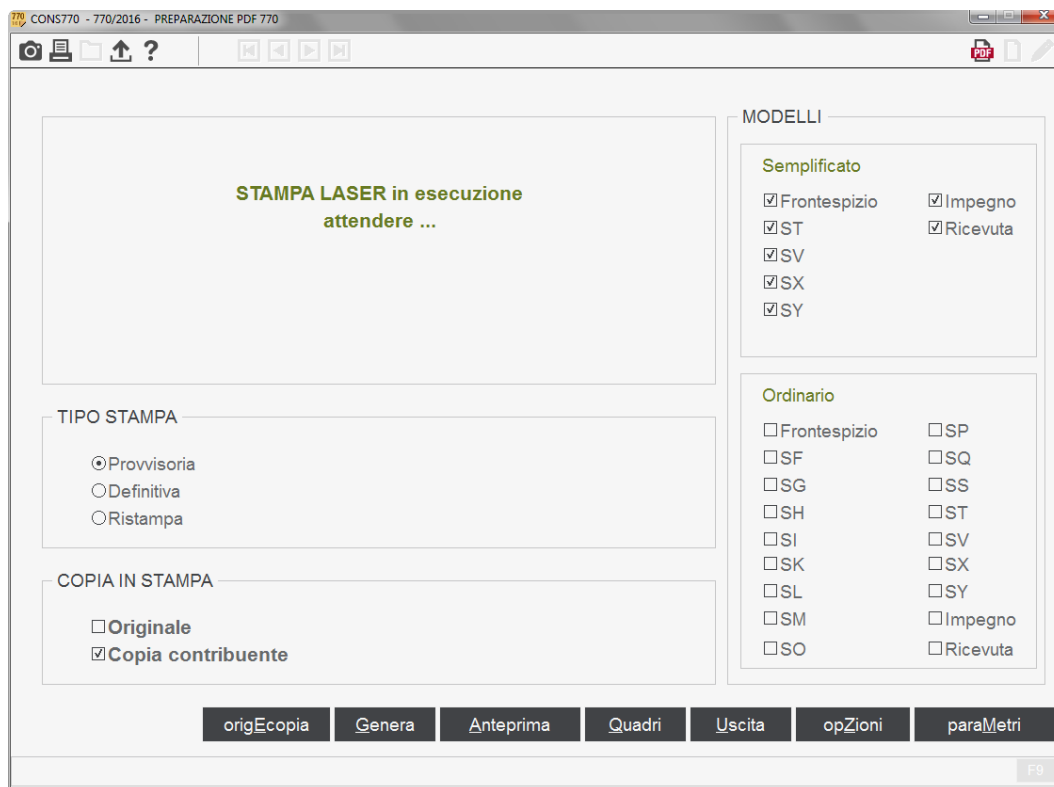 CONS770 - 770/2016 - PREPARAZIONE PDF 770
?
PDF
STAMPA LASER in esecuzione
attendere ...
TIPO STAMPA
Provvisoria
Definitiva
Ristampa
COPIA IN STAMPA
Originale
Copia contribuente
MODELLI
Semplificato
Frontespizio Impegno
ST Ricevuta
SV
SX
SY
Ordinario
Frontespizio SP
SF SQ
SG SS
SH ST
SI SV
SK SX
SL SY
SM Impegno
SO Ricevuta
origEcopia Genera Anteprima Quadri Uscita opZioni paraMetri
F9